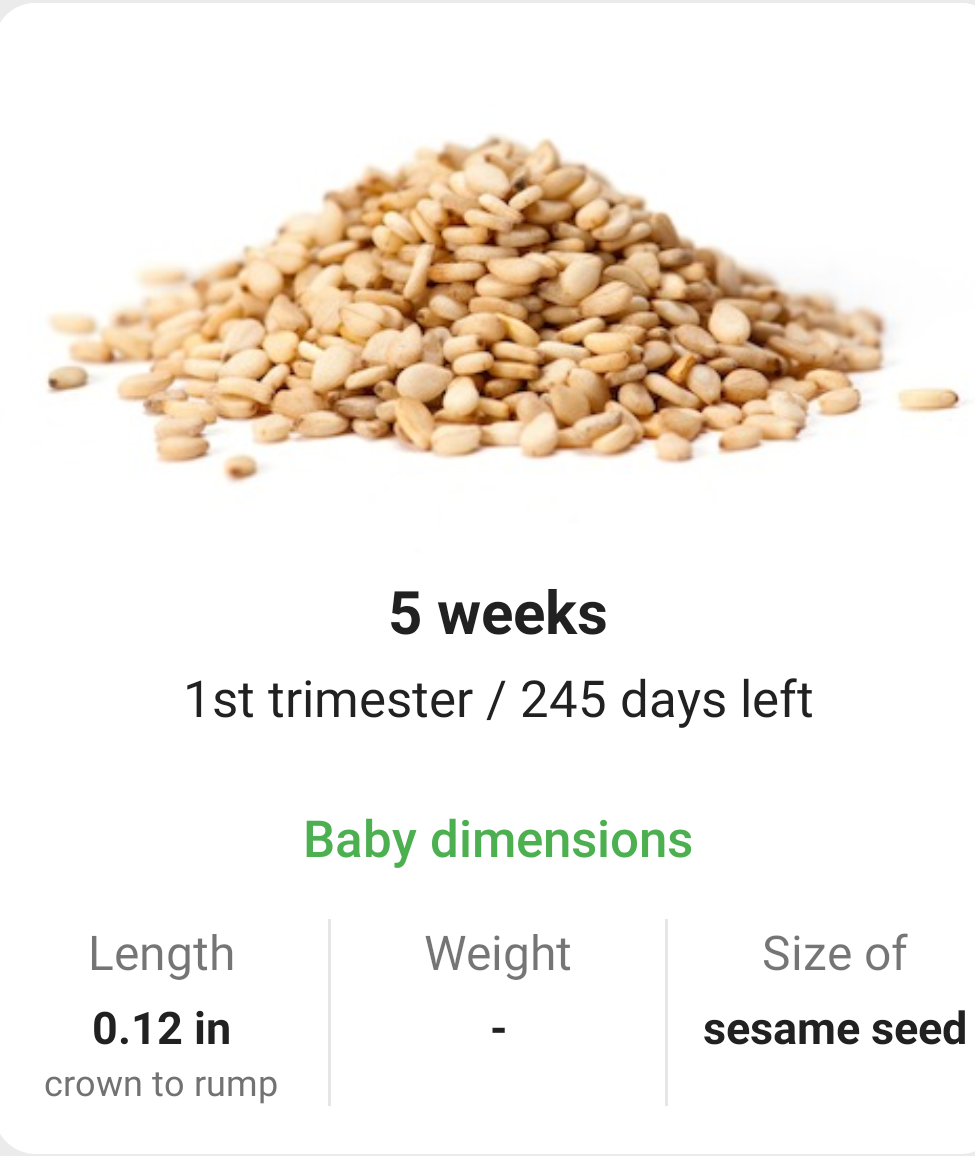 5 weeks
1st trimester / 245 days left
Baby dimensions
Length
0.12 in
crown to rump
Weight
-
Size of
sesame seed